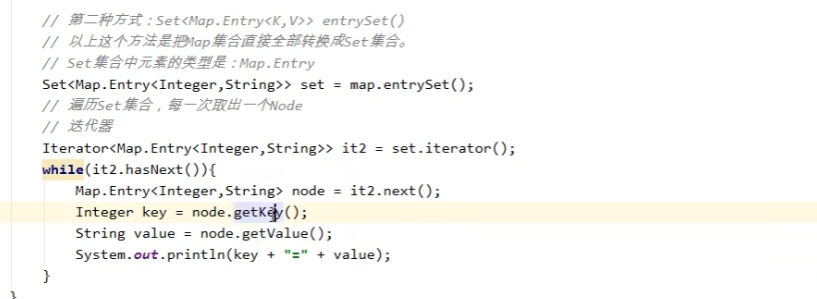 // 第二种方式：Set<Map.Entry<K,V>> entrySet()
// 以上这个方法是把Map集合直接全部转换成Set集合。
// Set集合中元素的类型是：Map.Entry
Set<Map.Entry<Integer,String>> set = map.entrySet();
// 遍历Set集合，每一次取出一个Node
// 迭代器
Iterator<Map.Entry<Integer,String>> it2 = set.iterator();
while(it2.hasNext()){
Map.Entry<Integer,String> node = it2.next();
Integer key = node.getKey();
String value = node.getValue();
System.out.println(key + "=" + value);
}
}